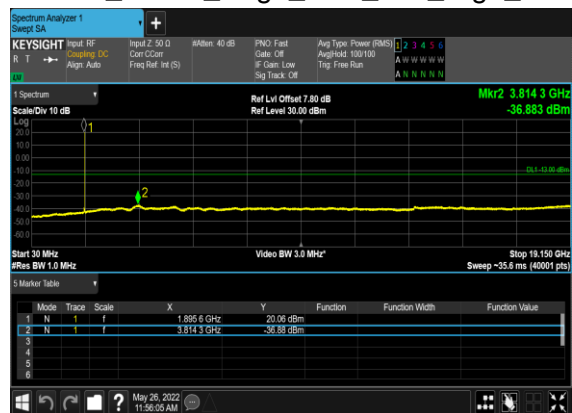 Spectrum Analyzer 1
Swept SA
+
KEYSIGHT Input: RF Input Z: 50 Ω #Atten: 40 dB PNO: Fast Avg Type: Power (RMS) 1 2 3 4 5 6
R T Coupling: DC Corr CCorr Gate: Off Avg|Hold: 100/100 A W W W W W
Align: Auto Freq Ref: Int (S) IF Gain: Low Trig: Free Run
LXI Sig Track: Off A N N N N N
1 Spectrum Ref Lvl Offset 7.80 dB Mkr2 3.814 3 GHz
Scale/Div 10 dB Ref Level 30.00 dBm -36.883 dBm
Log
1
20.0
10.0
0.00
-10.0 DL1 -13.00 dBm
-20.0
2
-30.0
-40.0
-50.0
-60.0
Start 30 MHz Video BW 3.0 MHz* Stop 19.150 GHz
#Res BW 1.0 MHz Sweep ~35.6 ms (40001 pts)
5 Marker Table
Mode Trace Scale X Y Function Function Width Function Value
1 N 1 f 1.895 6 GHz 20.06 dBm
2 N 1 f 3.814 3 GHz -36.88 dBm
3
4
5
6
? May 26, 2022
11:56:05 AM